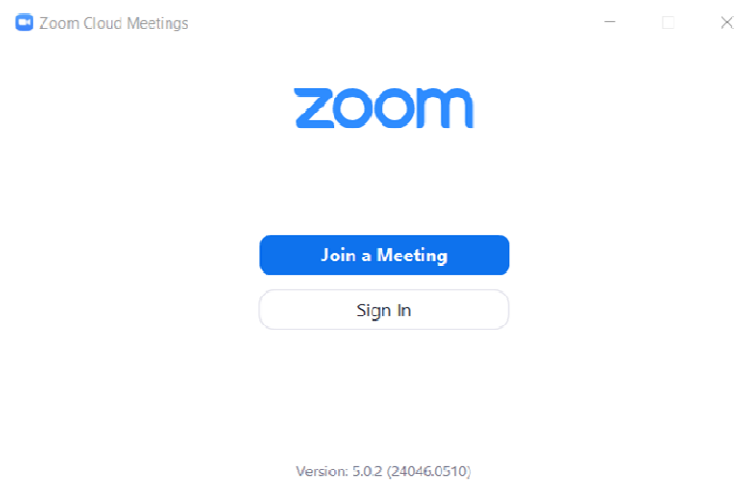 Zoom Cloud Meetings
zoom
Join a Meeting
Sign In
Version: 5.0.2 (24046.0510)